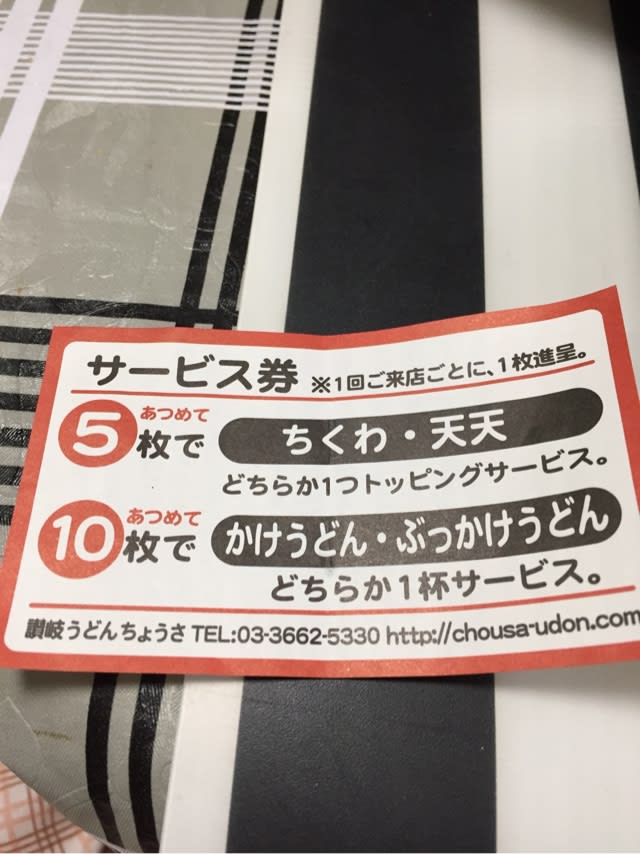 サービス券 ※1回ご来店ごとに、1枚進呈。
あつめて
5枚で ちくわ・天天
どちらか1つトッピングサービス。
あつめて
10枚で かけうどん・ぶっかけうどん
どちらか1杯サービス。
讃岐うどんちょうさ TEL:03-3662-5330 http://chousa-udon.com